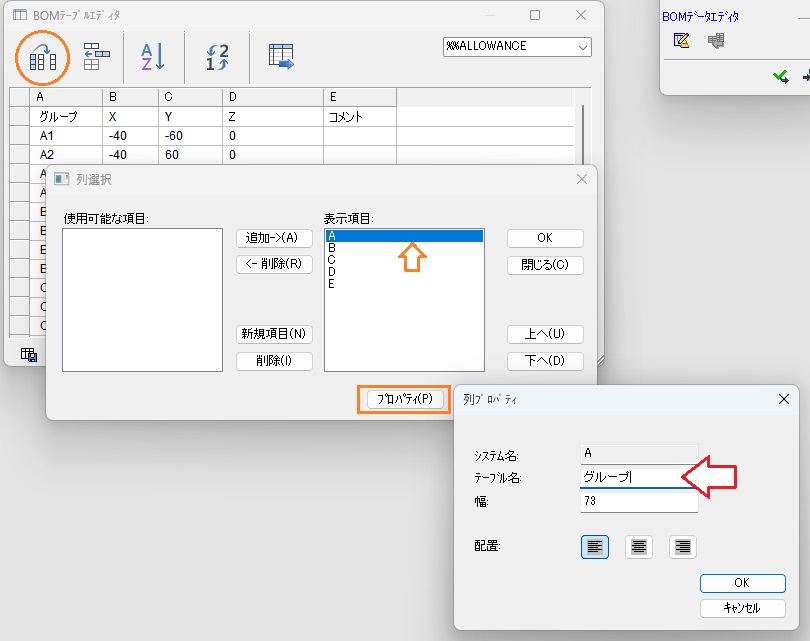 BOMﾃｰﾌﾞﾙｴﾃﾞｨﾀ
%%ALLOWANCE
A B C D E
グループ X Y Z コメント
A1 -40 -60 0
A2 -40 60 0
A
A
E
E
E
E
C
C
C
BOMﾃﾞｰﾀｴﾃﾞｨﾀ
列選択
使用可能な項目:
表示項目:
追加->(A)
<- 削除(R)
新規項目(N)
削除(I)
A
B
C
D
E
OK
閉じる(C)
上へ(U)
下へ(D)
ﾌﾟﾛﾊﾟﾃｨ(P)
列ﾌﾟﾛﾊﾟﾃｨ
システム名: A
テーブル名: グループ
幅: 73
配置:
OK
ｷｬﾝｾﾙ